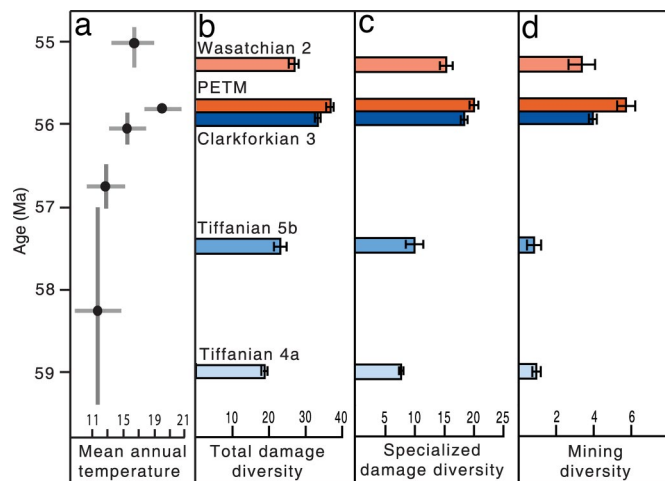 a b c d
55
56
57
58
59
Age (Ma)
Wasatchian 2
PETM
Clarkforkian 3
Tiffanian 5b
Tiffanian 4a
11 15 19 21
10 20 30 40
5 10 15 20 25
2 4 6
Mean annual
temperature
Total damage
diversity
Specialized
damage diversity
Mining
diversity